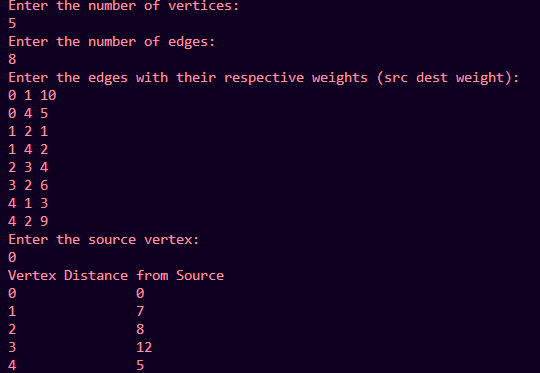 Enter the number of vertices:
5
Enter the number of edges:
8
Enter the edges with their respective weights (src dest weight):
0 1 10
0 4 5
1 2 1
1 4 2
2 3 4
3 2 6
4 1 3
4 2 9
Enter the source vertex:
0
Vertex Distance from Source
0 0
1 7
2 8
3 12
4 5